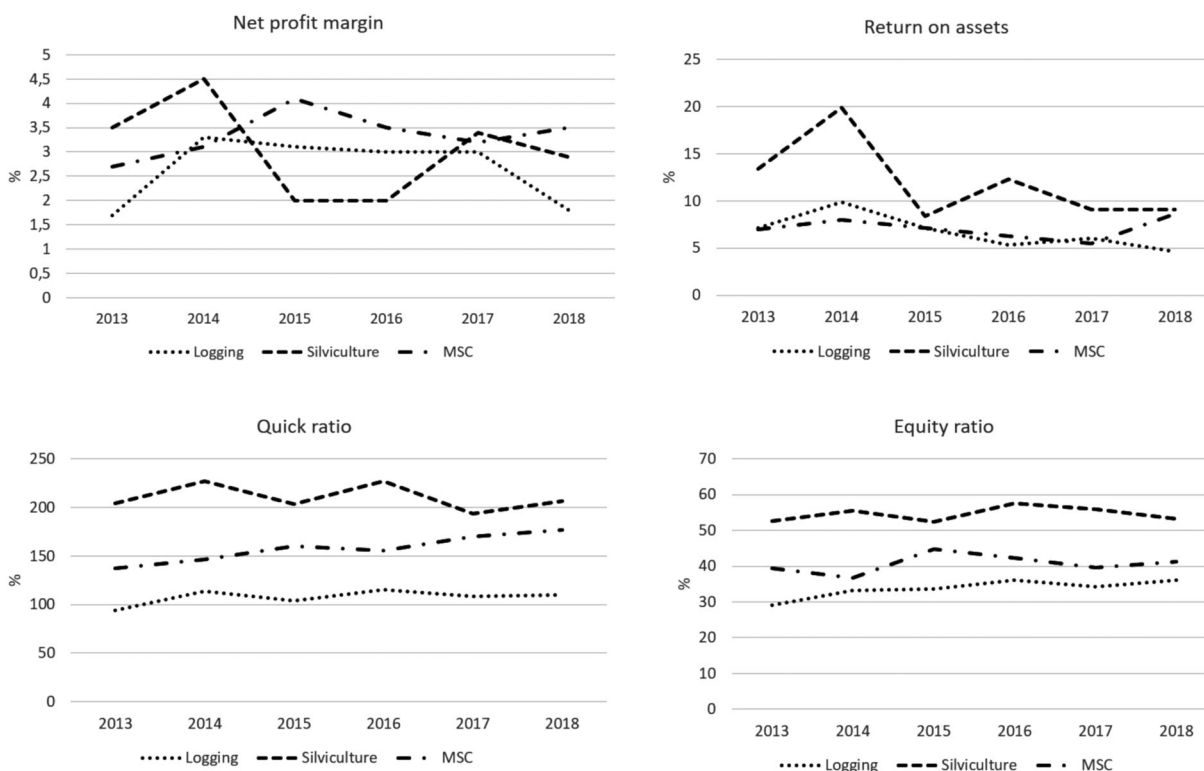 Net profit margin
5
4,5
4
3,5
3
2,5
2
1,5
1
0,5
0
%
2013 2014 2015 2016 2017 2018
Logging Silviculture MSC
Return on assets
25
20
15
10
5
0
%
2013 2014 2015 2016 2017 2018
Logging Silviculture MSC
Quick ratio
250
200
150
100
50
0
%
2013 2014 2015 2016 2017 2018
Logging Silviculture MSC
Equity ratio
70
60
50
40
30
20
10
0
%
2013 2014 2015 2016 2017 2018
Logging Silviculture MSC